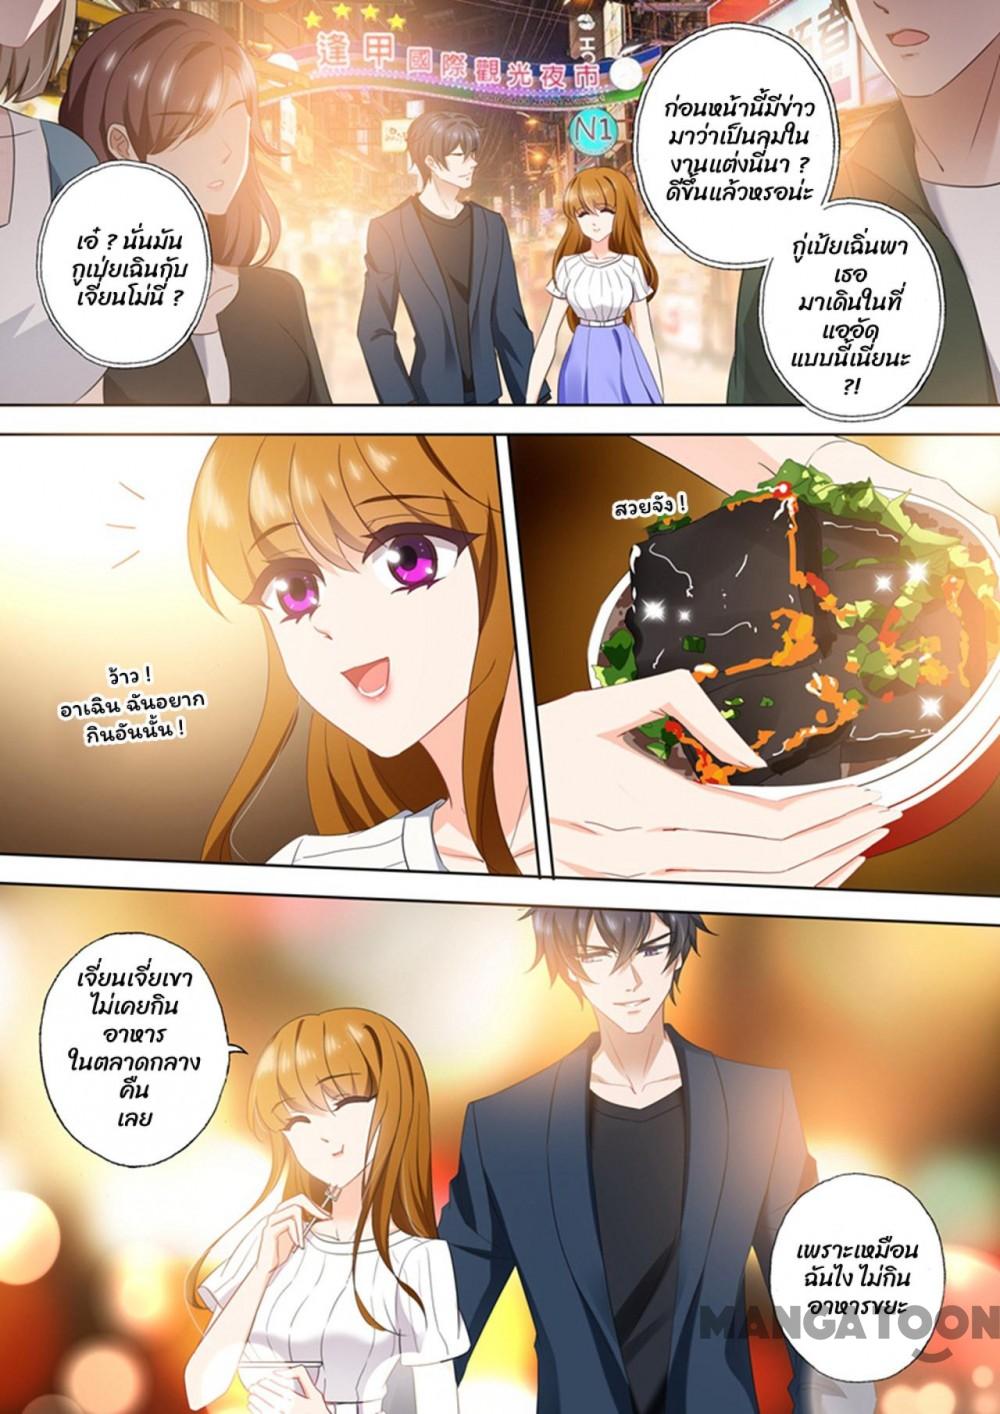 逢甲國際觀光夜市
N1
ก่อนหน้านี้มีข่าว
มาว่าเป็นลมใน
งานแต่งนี่นา ?
ดีขึ้นแล้วหรอน่ะ
เอ๋ ? นั่นมัน
กูเปยเฉินกับ
เจี่ยนโม่นี่ ?
กู่เป้ยเฉิ่นพา
เธอ
มาเดินในที่
แออัด
แบบนี้เนี่ยนะ
?!
สวยจัง !
ว้าว !
อาเฉิน ฉันอยาก
กินอันนั้น !
เจี่ยนเจี่ยเขา
ไม่เคยกิน
อาหาร
ในตลาดกลาง
คืน
เลย
เพราะเหมือน
ฉันไง ไม่กิน
อาหารขยะ
MANGATOON